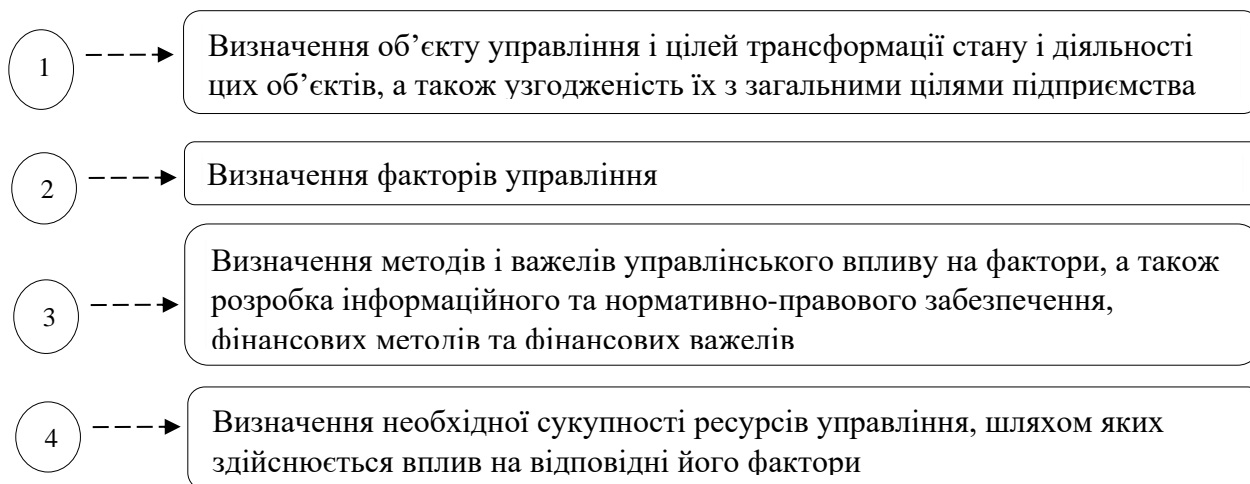 1
Визначення об’єкту управління і цілей трансформації стану і діяльності
цих об’єктів, а також узгодженість їх з загальними цілями підприємства
2
Визначення факторів управління
3
Визначення методів і важелів управлінського впливу на фактори, а також
розробка інформаційного та нормативно-правового забезпечення,
фінансових методів та фінансових важелів
4
Визначення необхідної сукупності ресурсів управління, шляхом яких
здійснюється вплив на відповідні його фактори